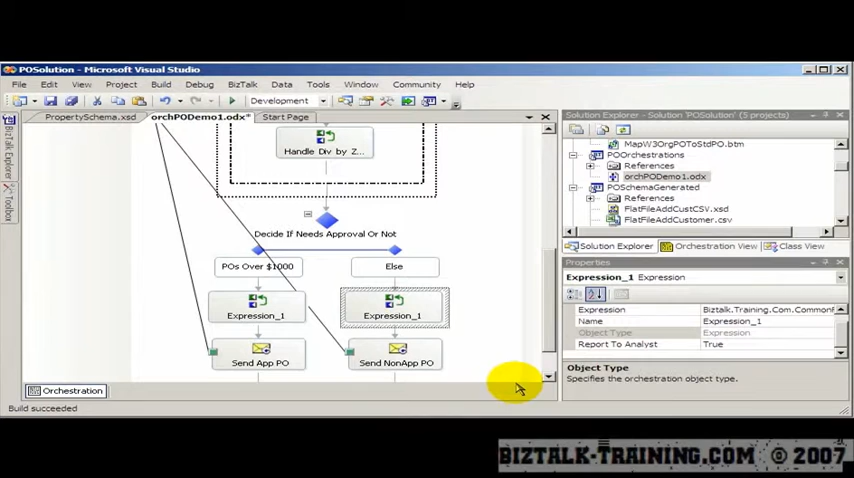 POSolution - Microsoft Visual Studio
File Edit View Project Build Debug BizTalk Data Tools Window Community Help
Development
PropertySchema.xsd orchPODemo1.odx* Start Page
BizTalk Explorer
Toolbox
Handle Div by Z...
Decide If Needs Approval Or Not
POs Over $1000 Else
Expression_1 Expression_1
Send App PO Send NonApp PO
Orchestration
Build succeeded
Solution Explorer - Solution 'POSolution' (5 projects)
MapW3OrgPOToStdPO.btm
POOrchestrations
References
orchPODemo1.odx
POSchemaGenerated
References
FlatFileAddCustCSV.xsd
FlatFileAddCustomer.csv
Solution Explorer Orchestration View Class View
Properties
Expression_1 Expression
Expression Biztalk.Training.Com.CommonF
Name Expression_1
Object Type Expression
Report To Analyst True
Object Type
Specifies the orchestration object type.
BIZTALK-TRAINING.COM © 2007